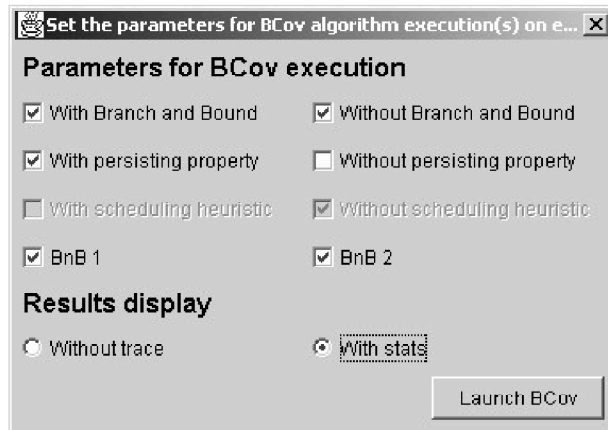 Set the parameters for BCov algorithm execution(s) on e...
Parameters for BCov execution
With Branch and Bound
Without Branch and Bound
With persisting property
Without persisting property
With scheduling heuristic
Without scheduling heuristic
BnB 1
BnB 2
Results display
Without trace
With stats
Launch BCov